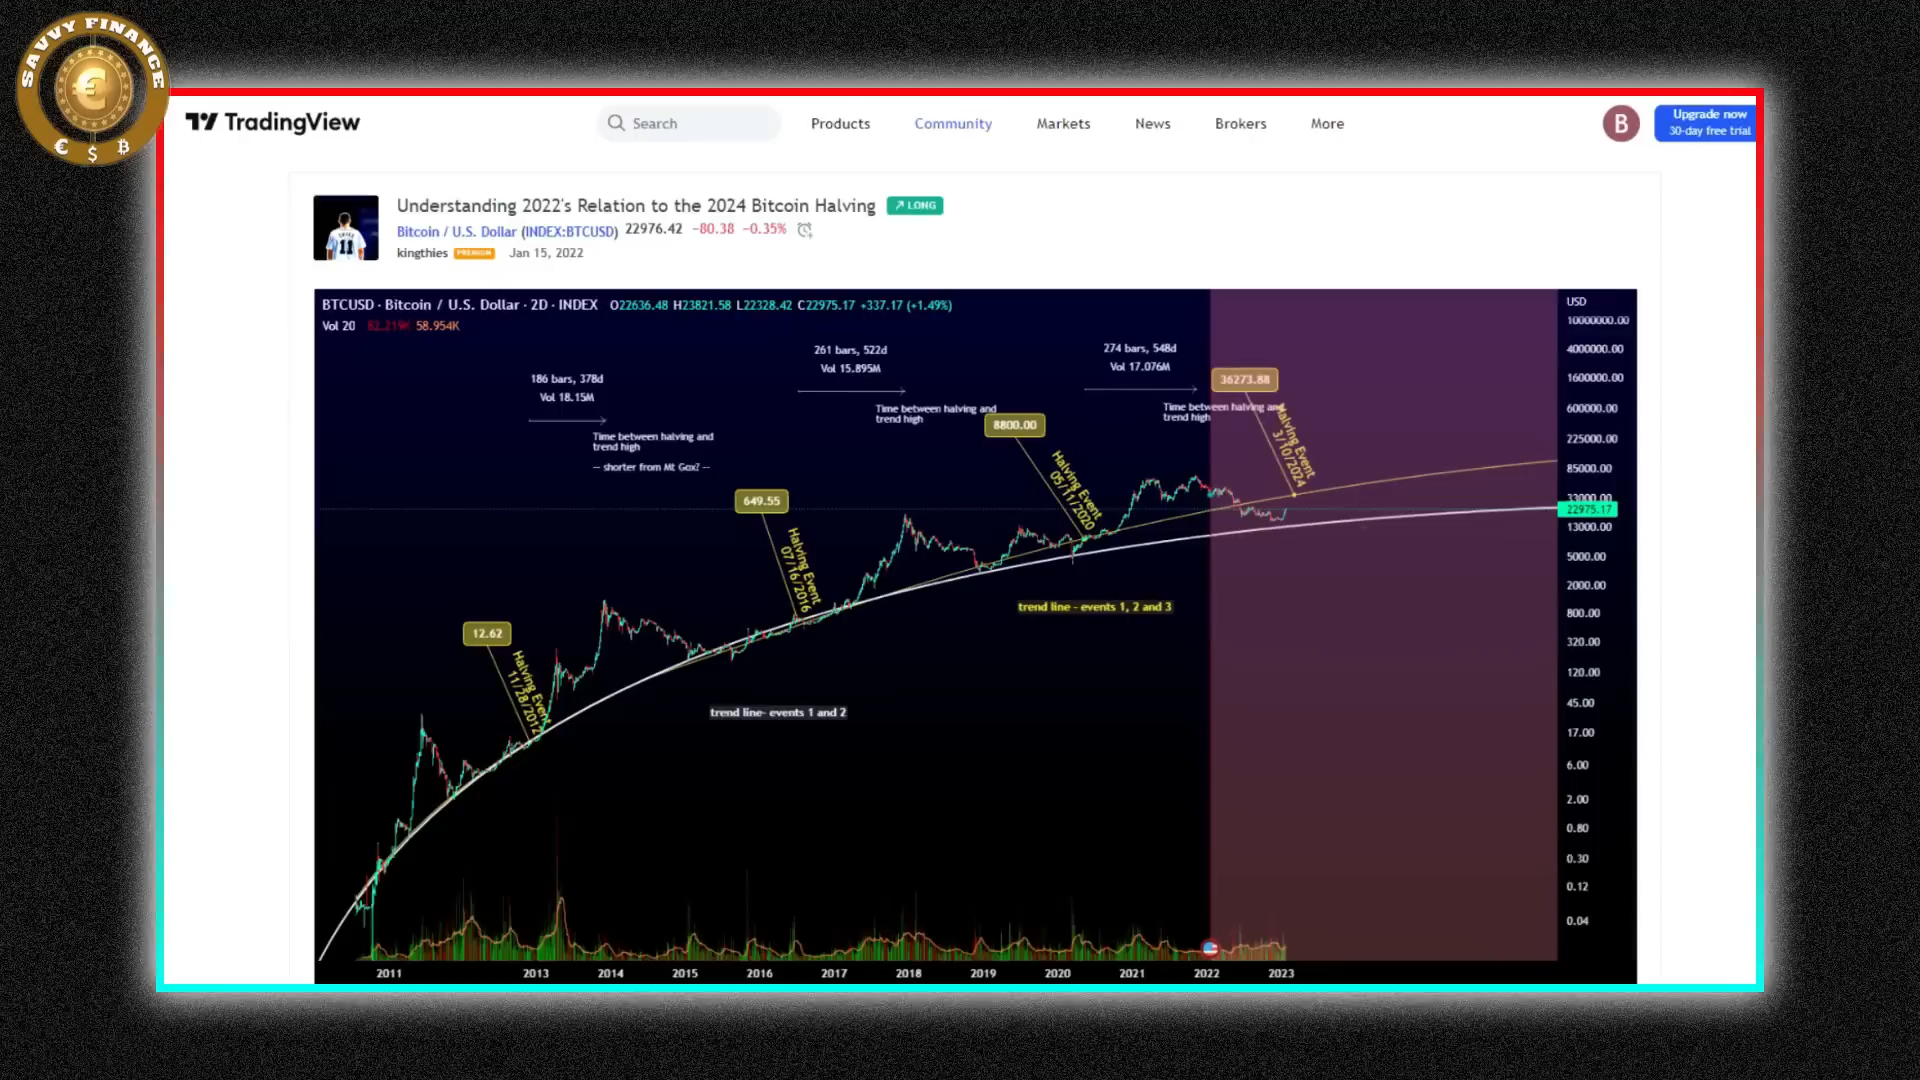 SAVVY FINANCE
€
€ $ ₿
TradingView
Search
Products
Community
Markets
News
Brokers
More
B
Upgrade now
30-day free trial
Understanding 2022's Relation to the 2024 Bitcoin Halving
LONG
11
Bitcoin / U.S. Dollar (INDEX:BTCUSD) 22976.42 −80.38 −0.35%
kingthies PREMIUM Jan 15, 2022
BTCUSD · Bitcoin / U.S. Dollar · 2D · INDEX O22636.48 H23821.58 L22328.42 C22975.17 +337.17 (+1.49%)
Vol 20 82.219K 58.954K
186 bars, 378d
Vol 18.15M
Time between halving and
trend high
-- shorter from Mt Gox? --
261 bars, 522d
Vol 15.895M
Time between halving and
trend high
274 bars, 548d
Vol 17.076M
Time between halving and
trend high
12.62
Halving Event
11/28/2012
649.55
Halving Event
07/16/2016
8800.00
Halving Event
05/11/2020
36273.88
Halving Event
3/10/2024
trend line - events 1, 2 and 3
trend line- events 1 and 2
USD
10000000.00
4000000.00
1600000.00
600000.00
225000.00
85000.00
33000.00
22975.17
13000.00
5000.00
2000.00
800.00
320.00
120.00
45.00
17.00
6.00
2.00
0.80
0.30
0.12
0.04
2011
2013
2014
2015
2016
2017
2018
2019
2020
2021
2022
2023